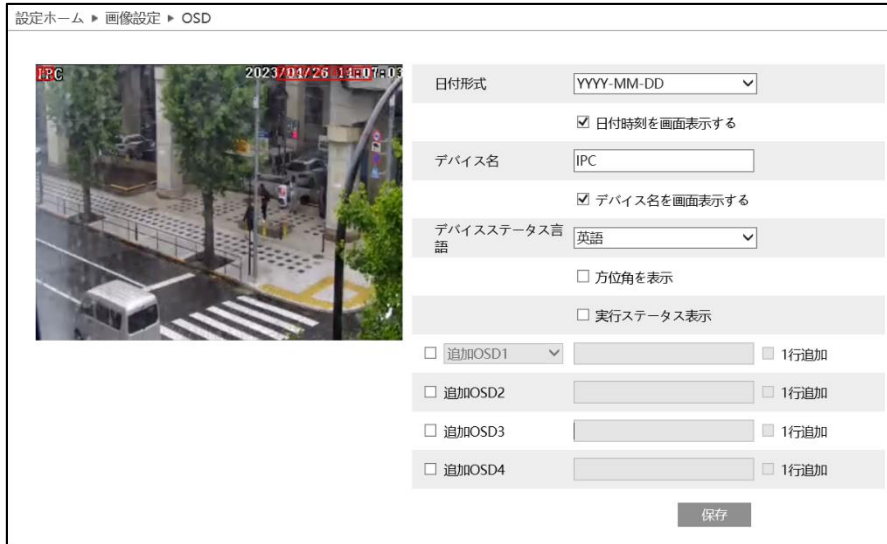 設定ホーム ▶ 画像設定 ▶ OSD
IPC
2023/04/26 14:07:03
日付形式
YYYY-MM-DD
日付時刻を画面表示する
デバイス名
IPC
デバイス名を画面表示する
デバイスステータス言
語
英語
方位角を表示
実行ステータス表示
追加OSD1
1行追加
追加OSD2
1行追加
追加OSD3
1行追加
追加OSD4
1行追加
保存